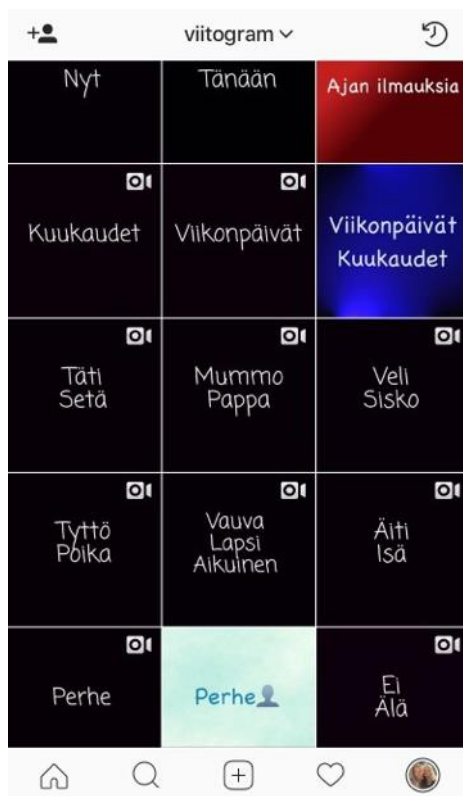 viitogram
Nyt
Tänään
Ajan ilmauksia
Kuukaudet
Viikonpäivät
Viikonpäivät
Kuukaudet
Täti
Setä
Mummo
Pappa
Veli
Sisko
Tyttö
Poika
Vauva
Lapsi
Aikuinen
Äiti
Isä
Perhe
Perhe
Ei
Älä